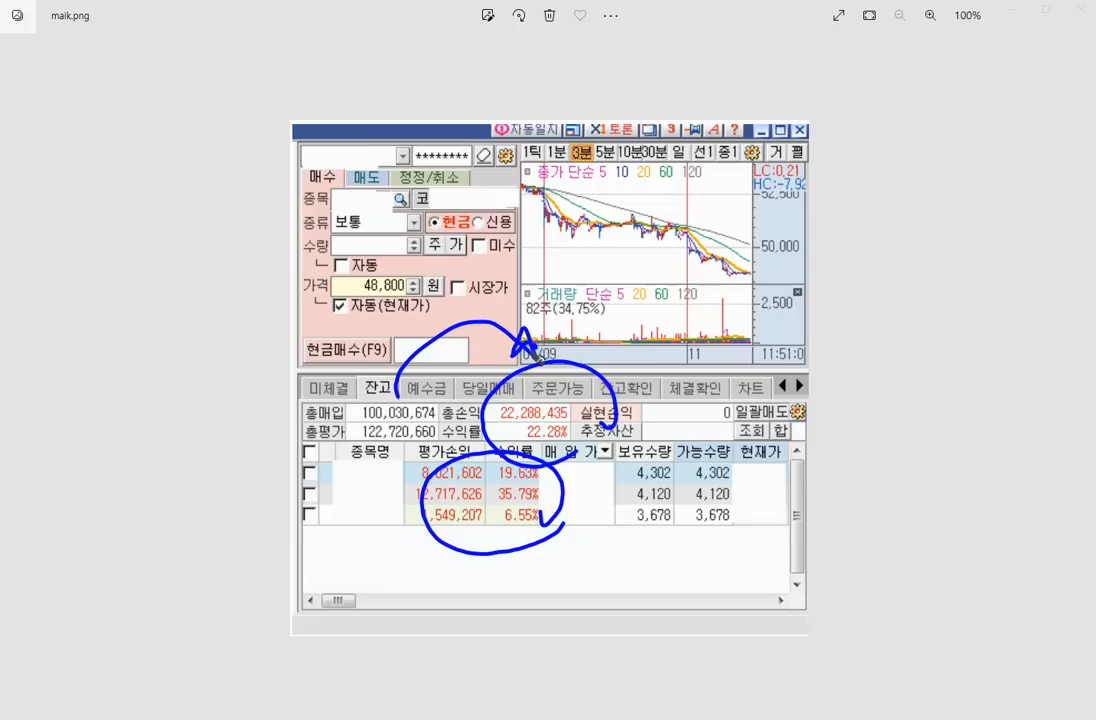 maik.png
100%
자동일지 X1 토론 3 A ?
******** 1틱 1분 3분 5분 10분 30분 일 선1 종1 거 펼
매수 매도 정정/취소
종가 단순 5 10 20 60 120
LC:0,21
HC:-7,92
52,500
종목 코
종류 보통 현금 신용
수량 주 가 미수
50,000
자동
가격 48,800 원 시장가
거래량 단순 5 20 60 120
자동(현재가)
2,500
82주(34,75%)
현금매수(F9)
/09 11 11:51:0
미체결 잔고 예수금 당일매매 주문가능 잔고확인 체결확인 차트
총매입 100,030,674 총손익 22,288,435 실현손익 0 일괄매도
총평가 122,720,660 수익률 22.28% 추정자산 조회 합
종목명 평가손익 수익률 매 가 보유수량 가능수량 현재가
19.63% 4,302 4,302
12,717,626 35.79% 4,120 4,120
,549,207 6.55% 3,678 3,678